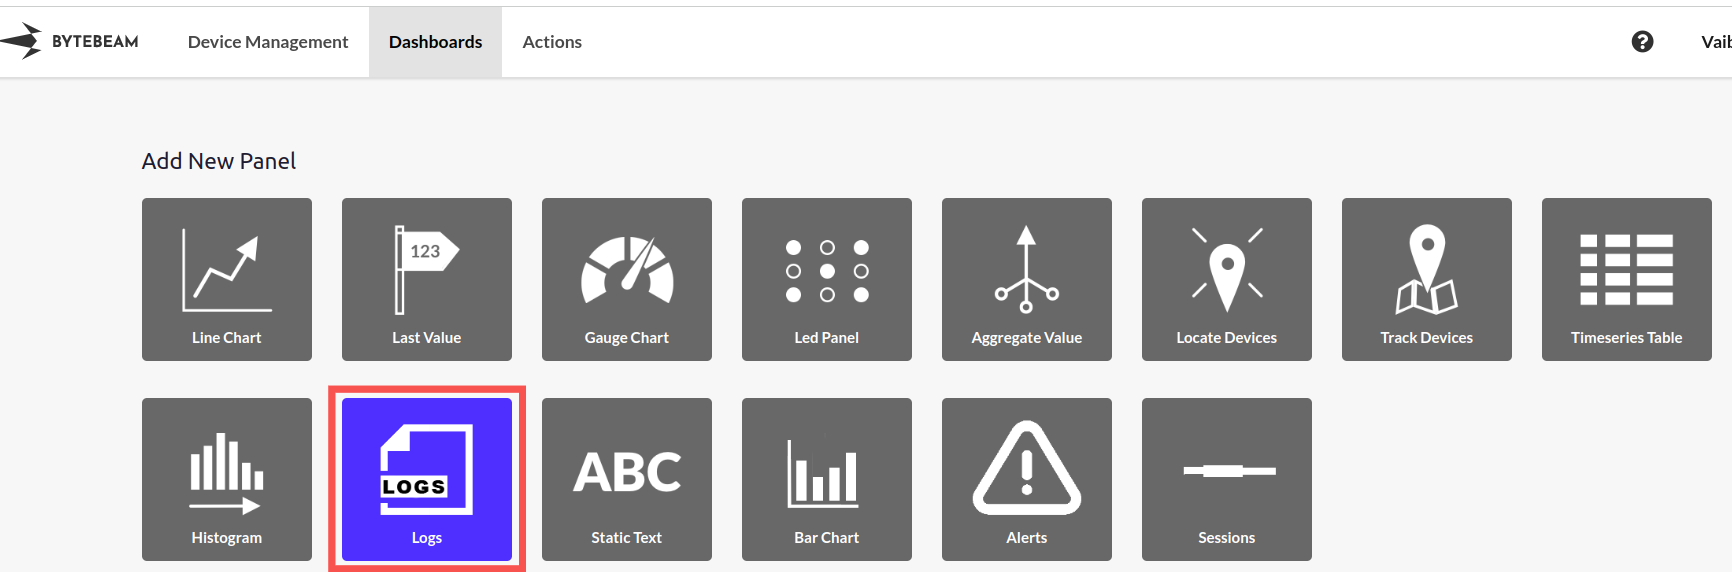 BYTEBEAM Device Management Dashboards Actions ? Vaib
Add New Panel
123
Line Chart Last Value Gauge Chart Led Panel Aggregate Value Locate Devices Track Devices Timeseries Table
LOGS ABC
Histogram Logs Static Text Bar Chart Alerts Sessions